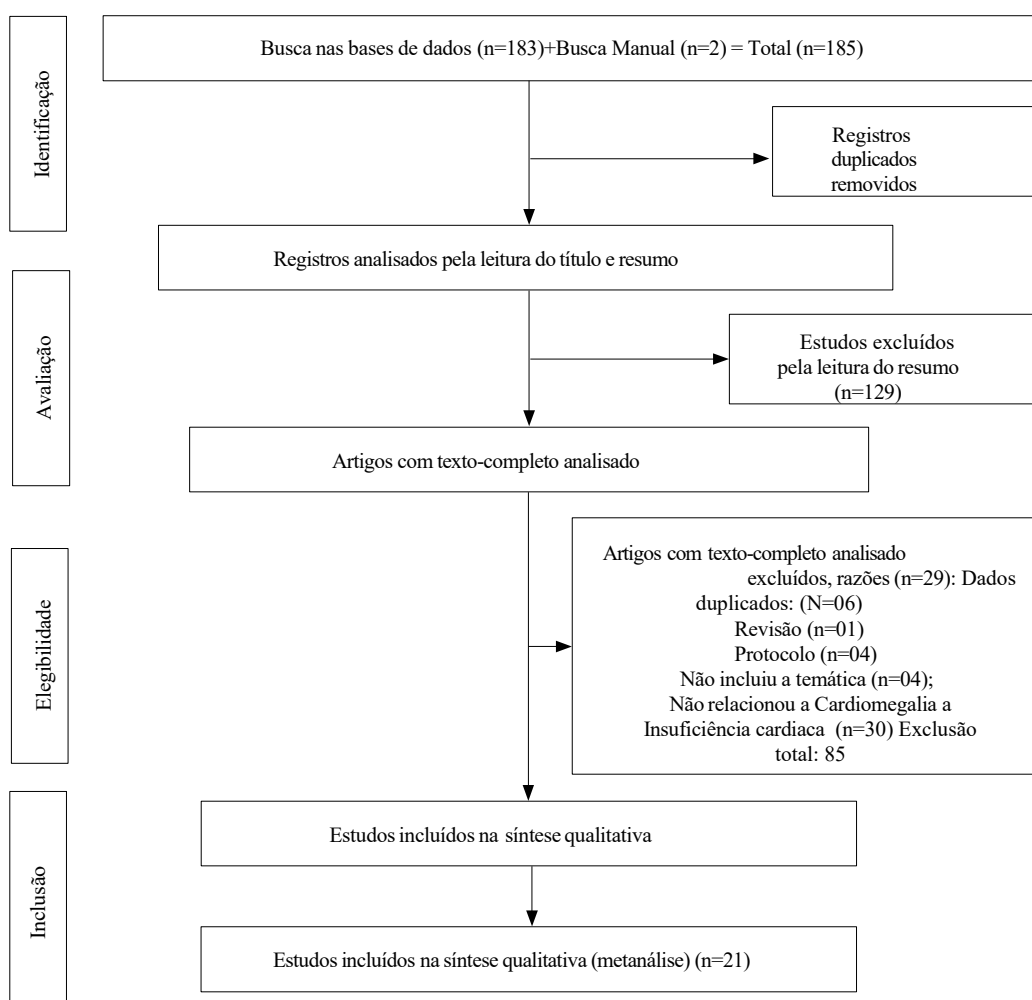 Identificação
Busca nas bases de dados (n=183)+Busca Manual (n=2) = Total (n=185)
Registros
duplicados
removidos
Registros analisados pela leitura do título e resumo
Avaliação
Estudos excluídos
pela leitura do resumo
(n=129)
Artigos com texto-completo analisado
Elegibilidade
Artigos com texto-completo analisado
excluídos, razões (n=29): Dados
duplicados: (N=06)
Revisão (n=01)
Protocolo (n=04)
Não incluiu a temática (n=04);
Não relacionou a Cardiomegalia a
Insuficiência cardiaca (n=30) Exclusão
total: 85
Inclusão
Estudos incluídos na síntese qualitativa
Estudos incluídos na síntese qualitativa (metanálise) (n=21)